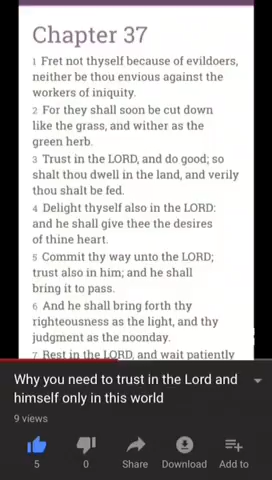 Chapter 37
1 Fret not thyself because of evildoers,
neither be thou envious against the
workers of iniquity.
2 For they shall soon be cut down
like the grass, and wither as the
green herb.
3 Trust in the LORD, and do good; so
shalt thou dwell in the land, and verily
thou shalt be fed.
4 Delight thyself also in the LORD:
and he shall give thee the desires
of thine heart.
5 Commit thy way unto the LORD;
trust also in him; and he shall
bring it to pass.
6 And he shall bring forth thy
righteousness as the light, and thy
judgment as the noonday.
7 Rest in the LORD, and wait patiently
Why you need to trust in the Lord and
himself only in this world
9 views
5 0 Share Download Add to